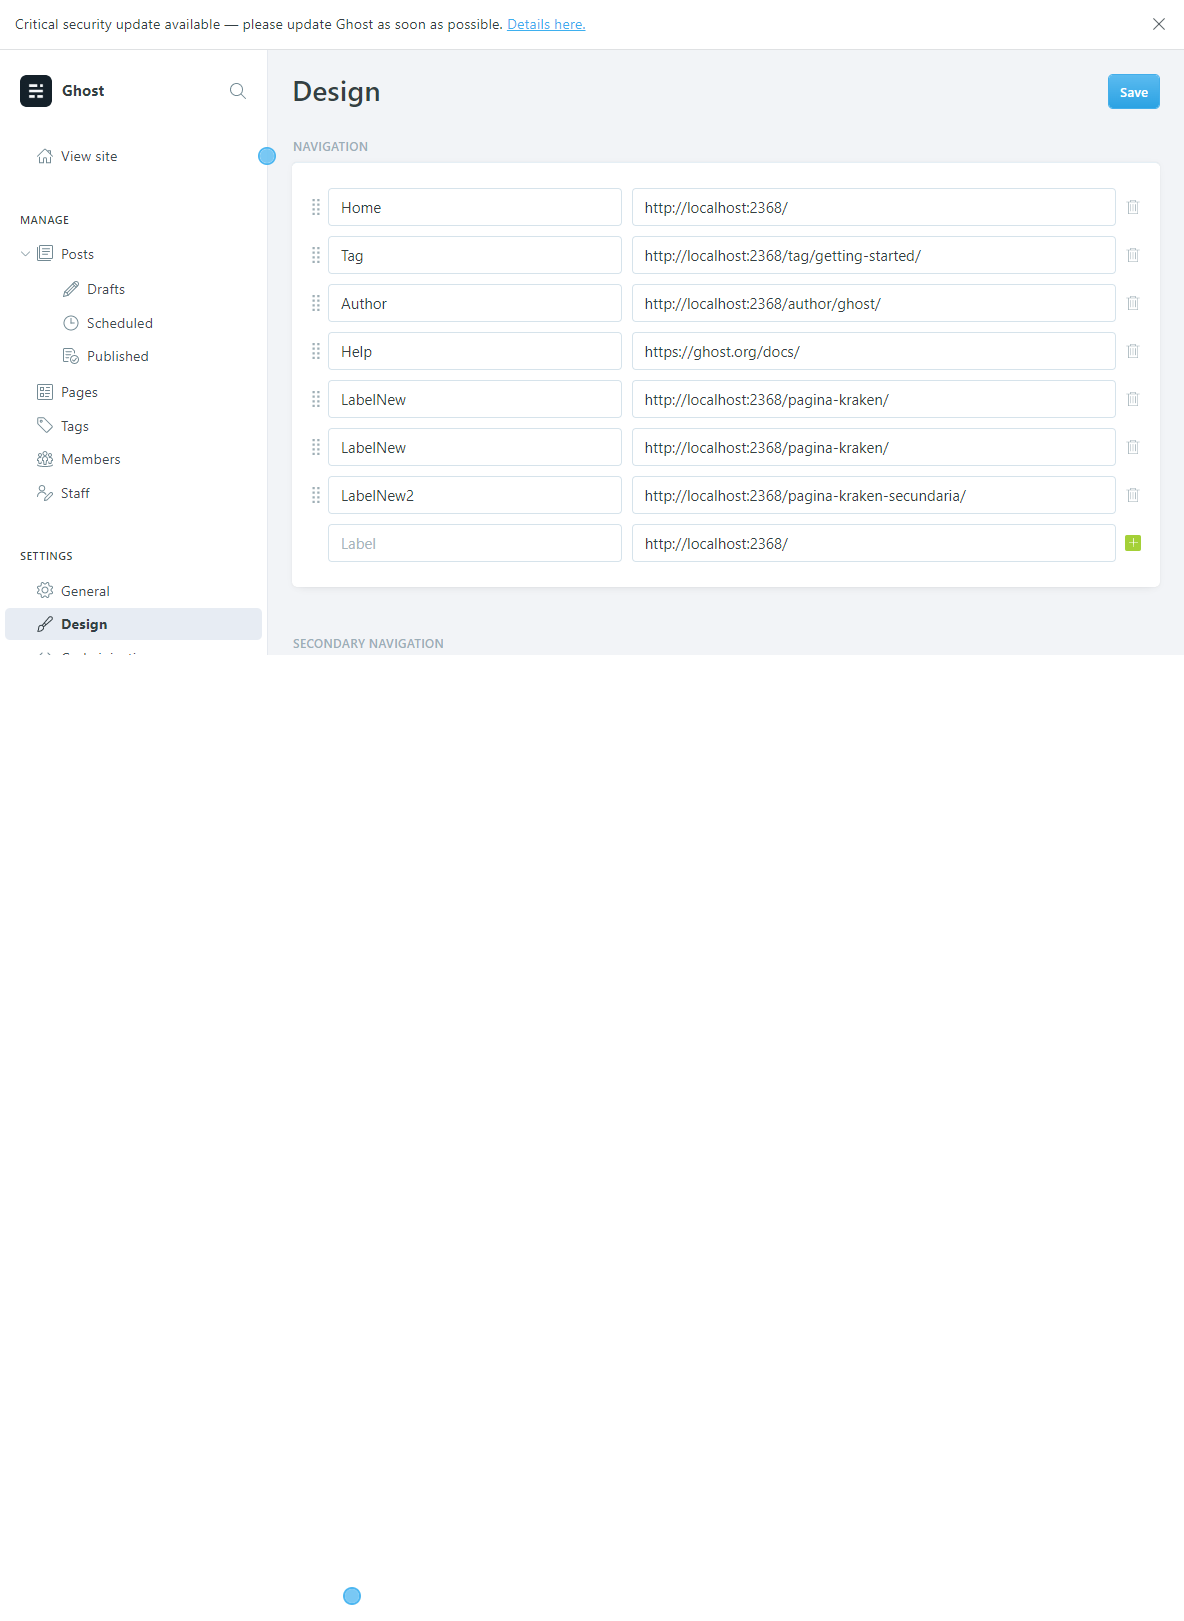 Critical security update available — please update Ghost as soon as possible. Details here.
Ghost
View site
MANAGE
Posts
Drafts
Scheduled
Published
Pages
Tags
Members
Staff
SETTINGS
General
Design
Design
Save
NAVIGATION
Home http://localhost:2368/
Tag http://localhost:2368/tag/getting-started/
Author http://localhost:2368/author/ghost/
Help https://ghost.org/docs/
LabelNew http://localhost:2368/pagina-kraken/
LabelNew http://localhost:2368/pagina-kraken/
LabelNew2 http://localhost:2368/pagina-kraken-secundaria/
Label http://localhost:2368/
SECONDARY NAVIGATION